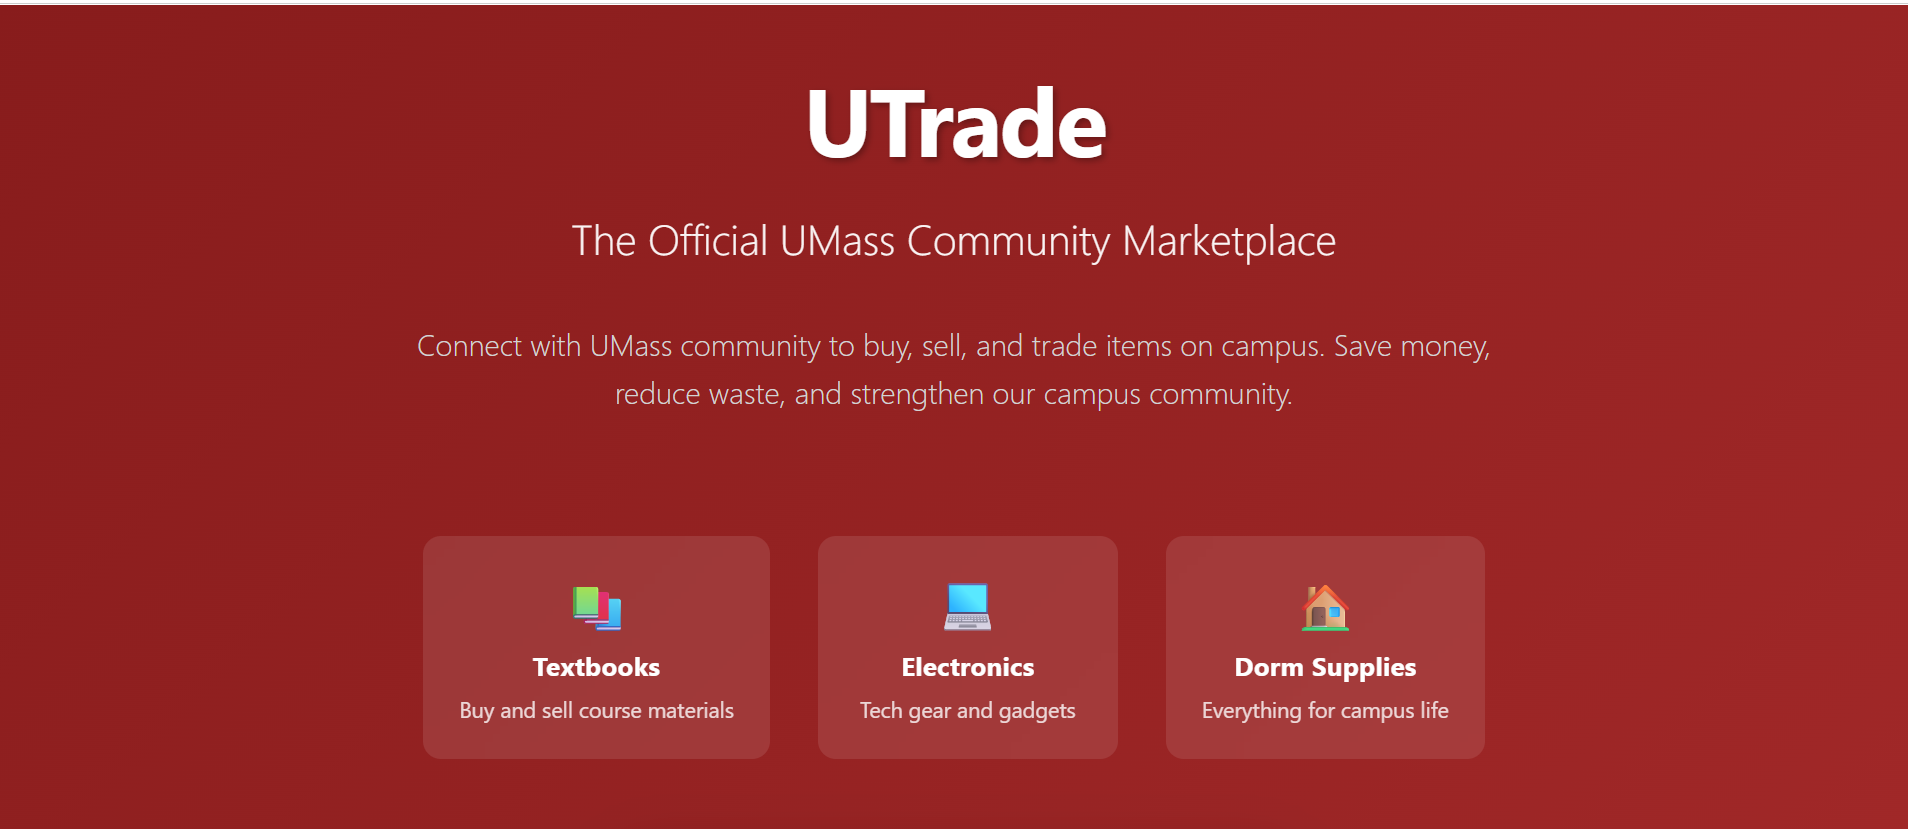 UTrade
The Official UMass Community Marketplace
Connect with UMass community to buy, sell, and trade items on campus. Save money,
reduce waste, and strengthen our campus community.
Textbooks
Buy and sell course materials
Electronics
Tech gear and gadgets
Dorm Supplies
Everything for campus life